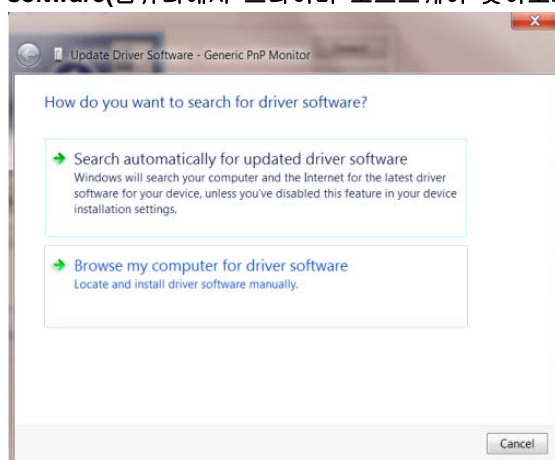 Update Driver Software - Generic PnP Monitor
How do you want to search for driver software?
Search automatically for updated driver software
Windows will search your computer and the Internet for the latest driver
software for your device, unless you've disabled this feature in your device
installation settings.
Browse my computer for driver software
Locate and install driver software manually.
Cancel